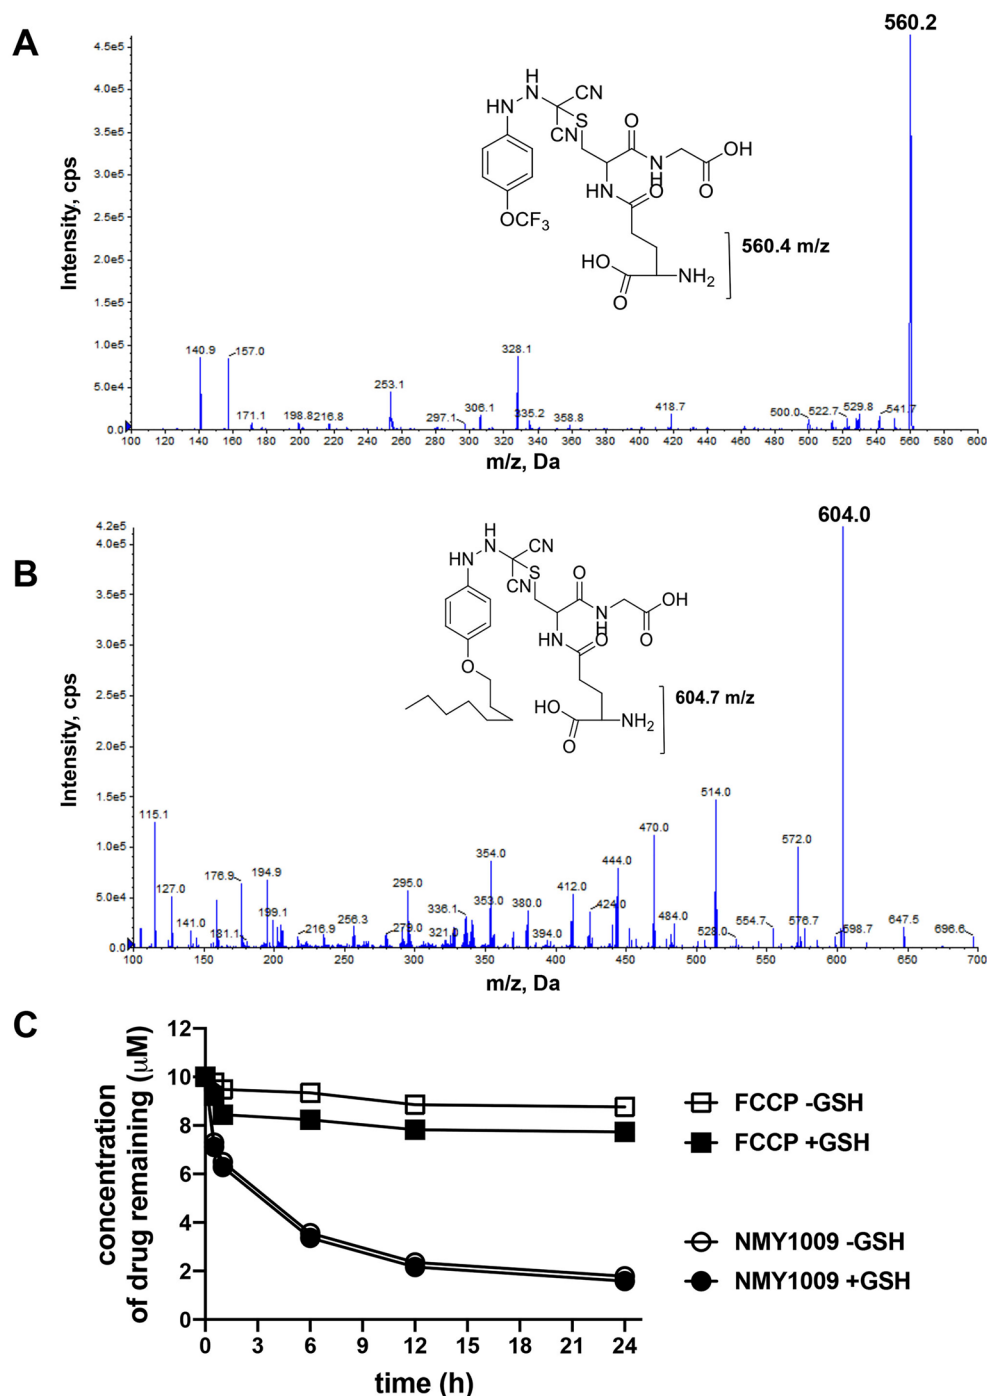 A
560.2
4.5e5
4.0e5
3.5e5
3.0e5
2.5e5
2.0e5
1.5e5
1.0e5
5.0e4
0.0
Intensity, cps
H
HN
N
CN
S
CN
O
OH
N
H
O
HN
O
OCF3
HO
O
NH2
560.4 m/z
140.9
157.0
171.1
198.8
216.8
253.1
297.1
306.1
328.1
335.2
358.8
418.7
500.0
522.7
529.8
541.7
100 120 140 160 180 200 220 240 260 280 300 320 340 360 380 400 420 440 460 480 500 520 540 560 580 600
m/z, Da
B
604.0
4.2e5
4.0e5
3.5e5
3.0e5
2.5e5
2.0e5
1.5e5
1.0e5
5.0e4
0.0
Intensity, cps
H
HN
N
CN
S
CN
O
OH
N
H
O
HN
O
O
HO
O
NH2
604.7 m/z
115.1
127.0
141.0
176.9
181.1
194.9
199.1
216.9
256.3
279.0
295.0
321.0
336.1
353.0
354.0
380.0
394.0
412.0
424.0
444.0
470.0
484.0
514.0
528.0
554.7
572.0
576.7
598.7
647.5
696.6
100 150 200 250 300 350 400 450 500 550 600 650 700
m/z, Da
C
12
10
8
6
4
2
0
concentration
of drug remaining (μM)
0 3 6 9 12 15 18 21 24
time (h)
FCCP -GSH
FCCP +GSH
NMY1009 -GSH
NMY1009 +GSH